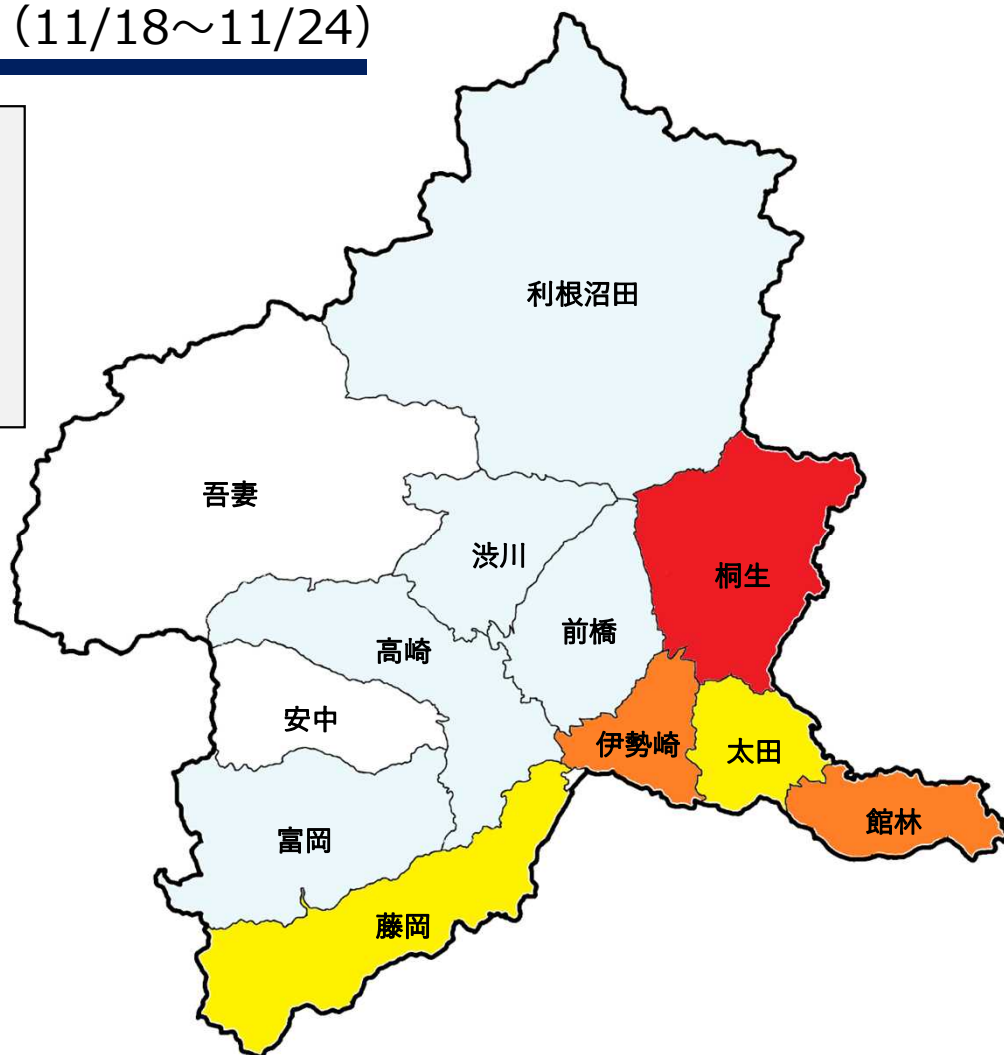 （11/18～11/24）
利根沼田
吾妻
渋川
桐生
前橋
高崎
安中
伊勢崎
太田
館林
富岡
藤岡